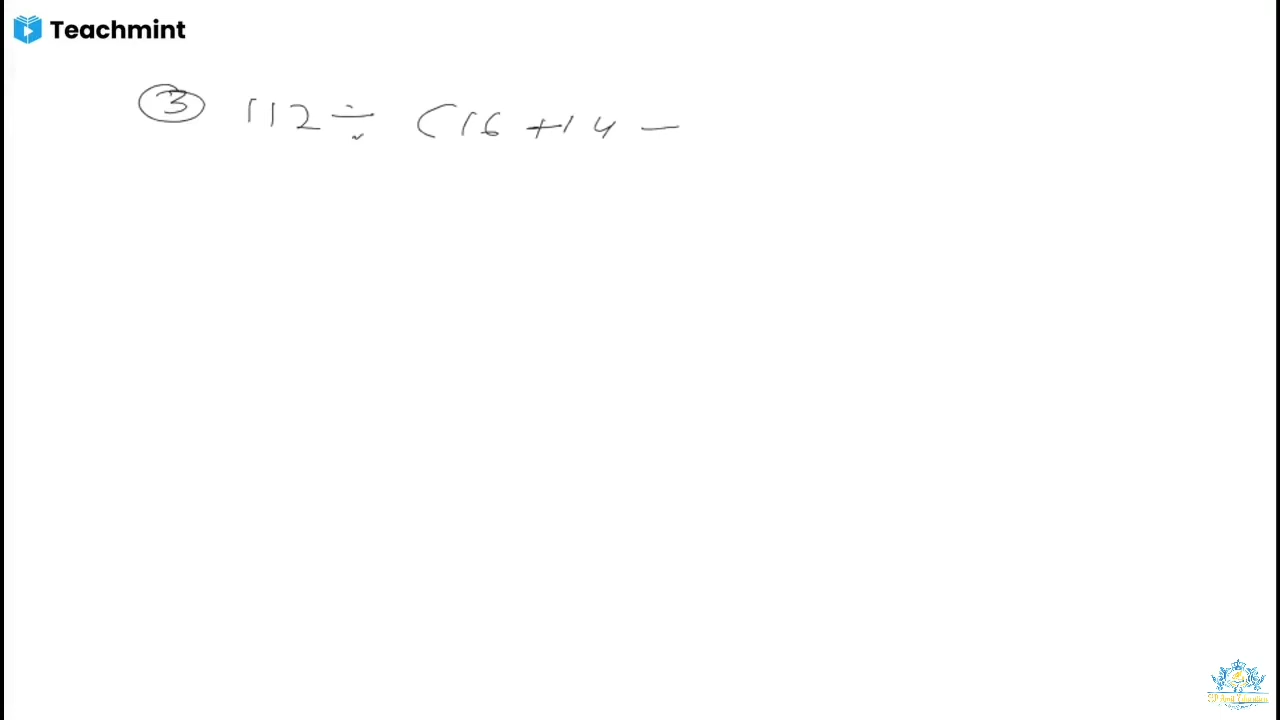 Teachmint
③ 112 ÷ (16 + 14 -